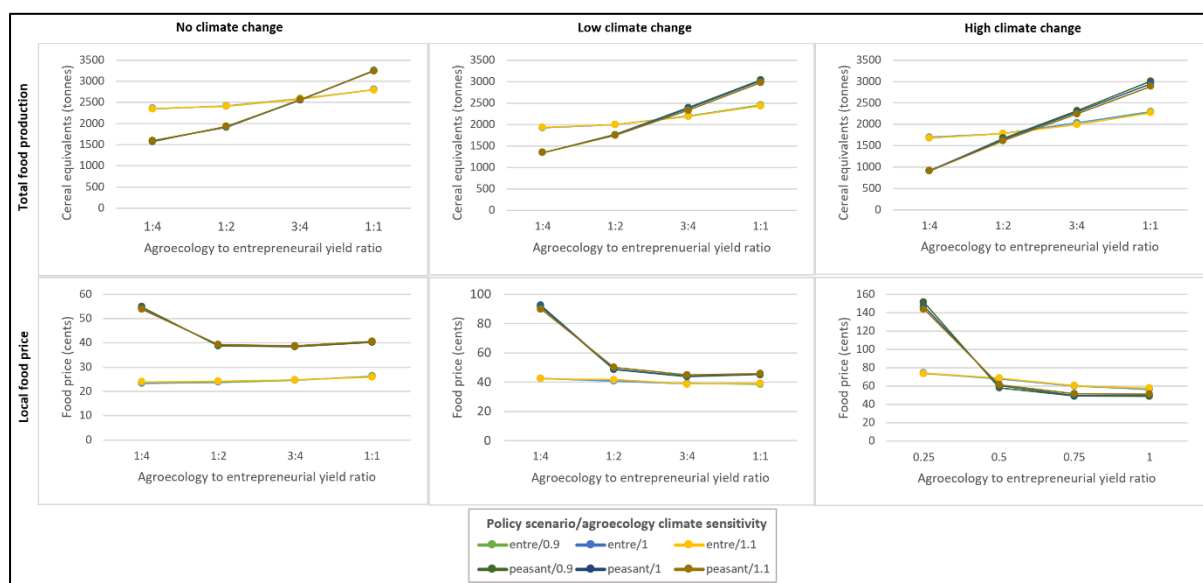 No climate change
Low climate change
High climate change
Total food production
Cereal equivalents (tonnes)
3500
3000
2500
2000
1500
1000
500
0
1:4 1:2 3:4 1:1
Agroecology to entrepreneurail yield ratio
Cereal equivalents (tonnes)
3500
3000
2500
2000
1500
1000
500
0
1:4 1:2 3:4 1:1
Agroecology to entreprenuerial yield ratio
Cereal equivalents (tonnes)
3500
3000
2500
2000
1500
1000
500
0
1:4 1:2 3:4 1:1
Agroecology to entrepreneurial yield ratio
Local food price
Food price (cents)
60
50
40
30
20
10
0
1:4 1:2 3:4 1:1
Agroecology to entrepreneurial yield ratio
Food price (cents)
100
80
60
40
20
0
1:4 1:2 3:4 1:1
Agroecology to entrepreneurial yield ratio
Food price (cents)
160
140
120
100
80
60
40
20
0
0.25 0.5 0.75 1
Agroecology to entrepreneurial yield ratio
Policy scenario/agroecology climate sensitivity
entre/0.9 entre/1 entre/1.1
peasant/0.9 peasant/1 peasant/1.1